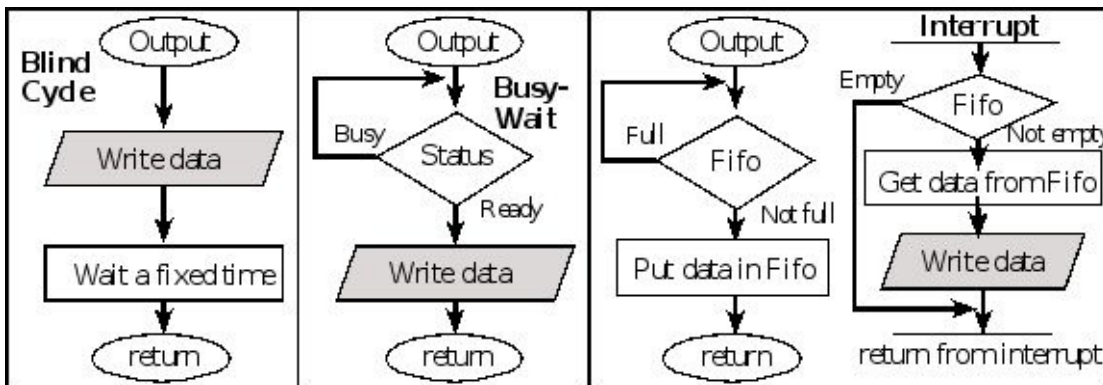 Output
Blind
Cycle
Write data
Wait a fixed time
return
Output
Busy-
Wait
Busy
Status
Ready
Write data
return
Output
Full
Fifo
Not full
Put data in Fifo
return
Interrupt
Empty
Fifo
Not empty
Get data from Fifo
Write data
return from interrupt